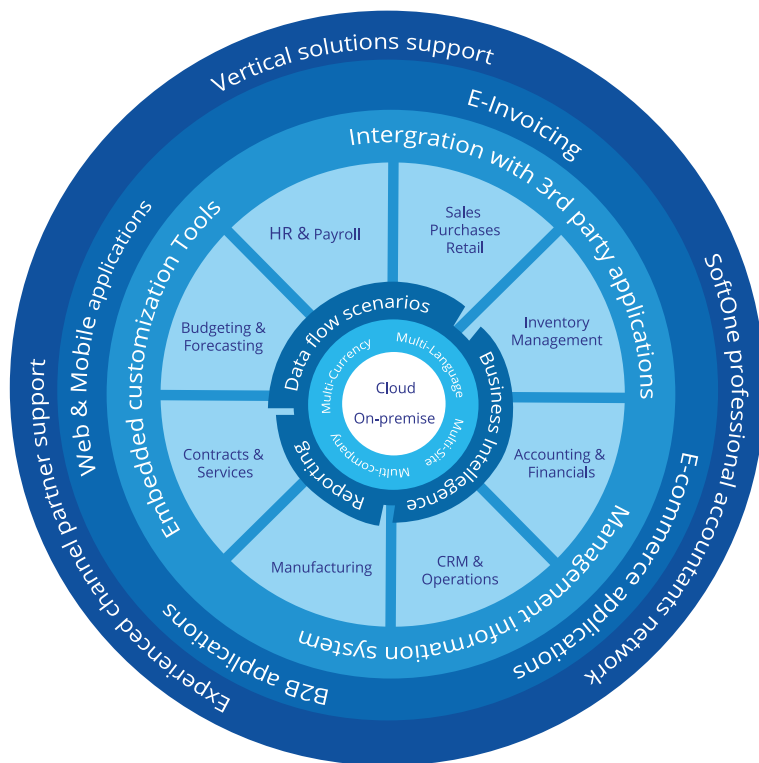 Vertical solutions support
E-Invoicing
Intergration with 3rd party applications
Embedded customization Tools
Web & Mobile applications
SoftOne professional accountants network
Experienced channel partner support
E-commerce applications
B2B applications
Management information system
HR & Payroll
Sales
Purchases
Retail
Budgeting &
Forecasting
Inventory
Management
Contracts &
Services
Accounting &
Financials
Manufacturing
CRM &
Operations
Data flow scenarios
Business Intellegence
Reporting
Multi-Currency
Multi-Language
Multi-Site
Multi-company
Cloud
On-premise